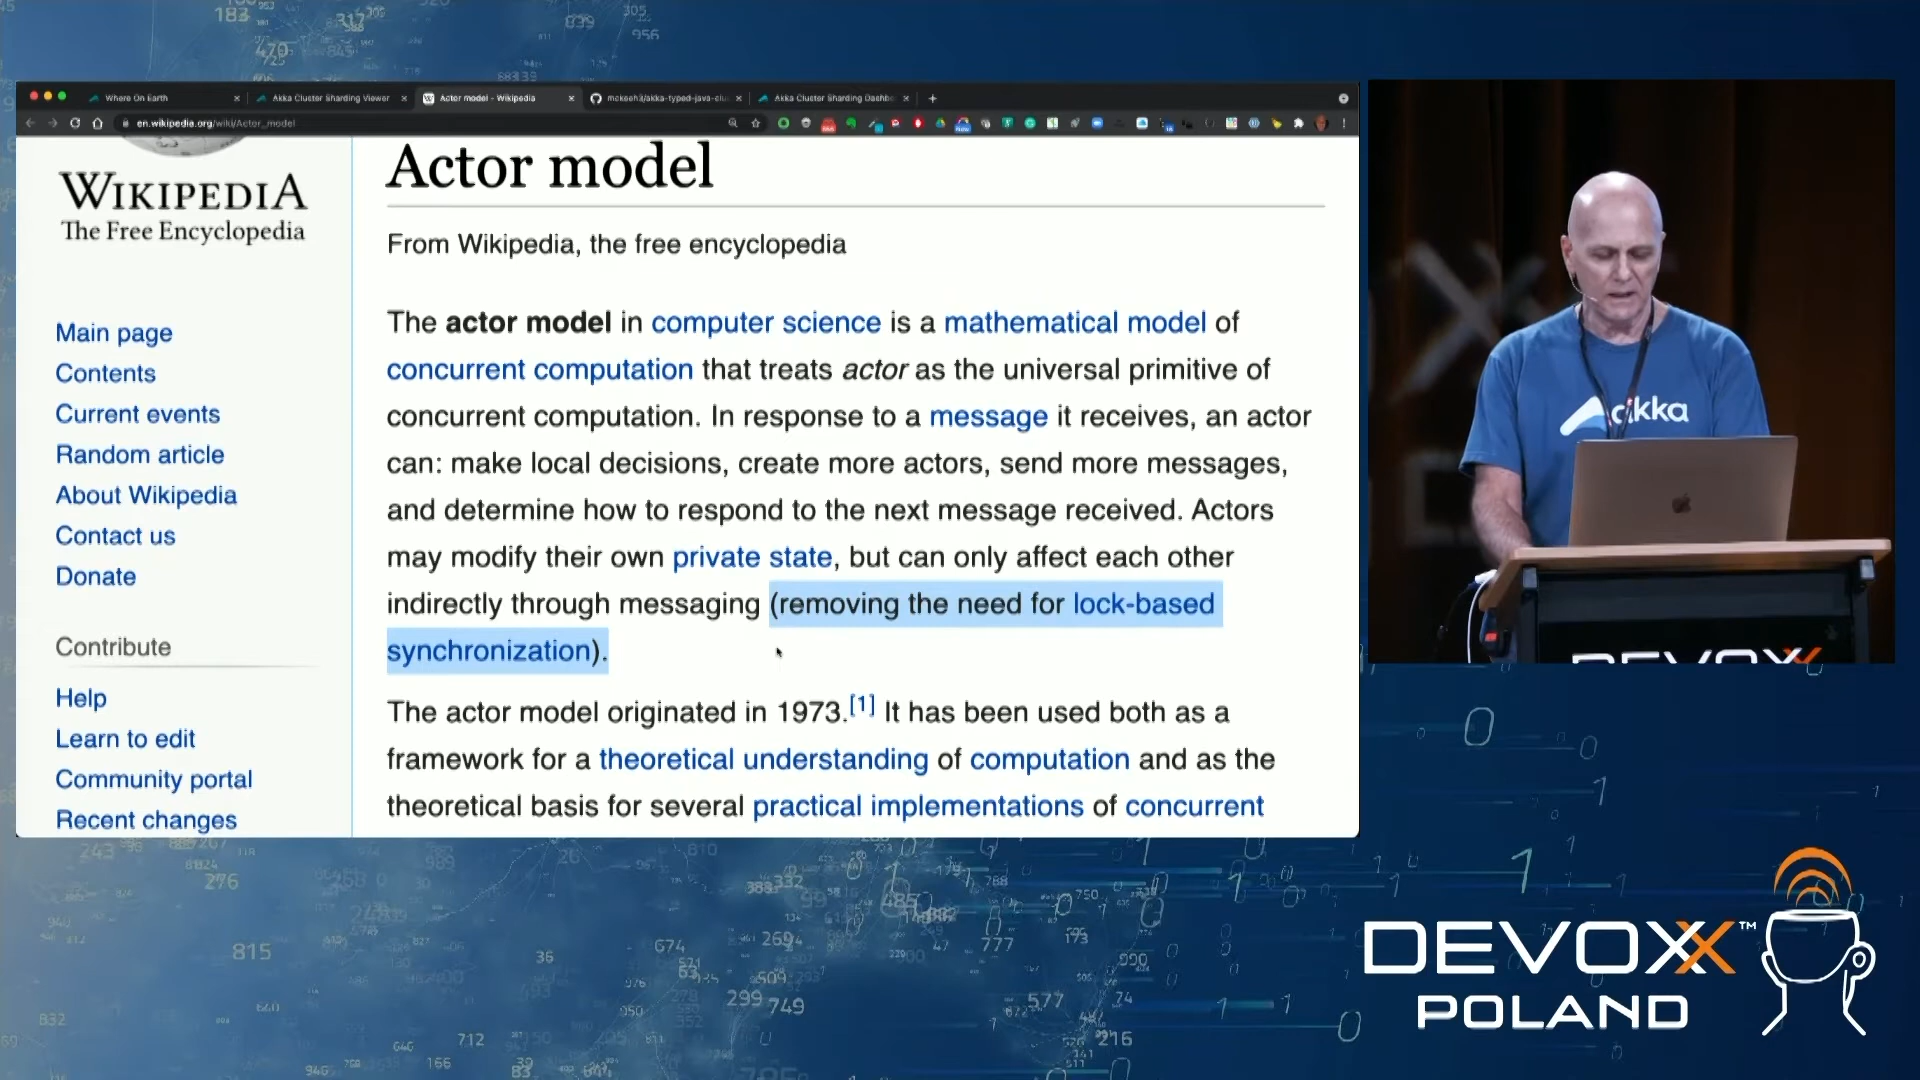 Where On Earth
Akka Cluster Sharding Viewer
Actor model - Wikipedia
mckeeh3/akka-typed-java-clu
Akka Cluster Sharding Dashbo
en.wikipedia.org/wiki/Actor_model
WIKIPEDIA
The Free Encyclopedia
Main page
Contents
Current events
Random article
About Wikipedia
Contact us
Donate
Contribute
Help
Learn to edit
Community portal
Recent changes
Actor model
From Wikipedia, the free encyclopedia
The actor model in computer science is a mathematical model of
concurrent computation that treats actor as the universal primitive of
concurrent computation. In response to a message it receives, an actor
can: make local decisions, create more actors, send more messages,
and determine how to respond to the next message received. Actors
may modify their own private state, but can only affect each other
indirectly through messaging (removing the need for lock-based
synchronization).
The actor model originated in 1973.[1] It has been used both as a
framework for a theoretical understanding of computation and as the
theoretical basis for several practical implementations of concurrent
akka
DEVOXX
DEVOXX™
POLAND